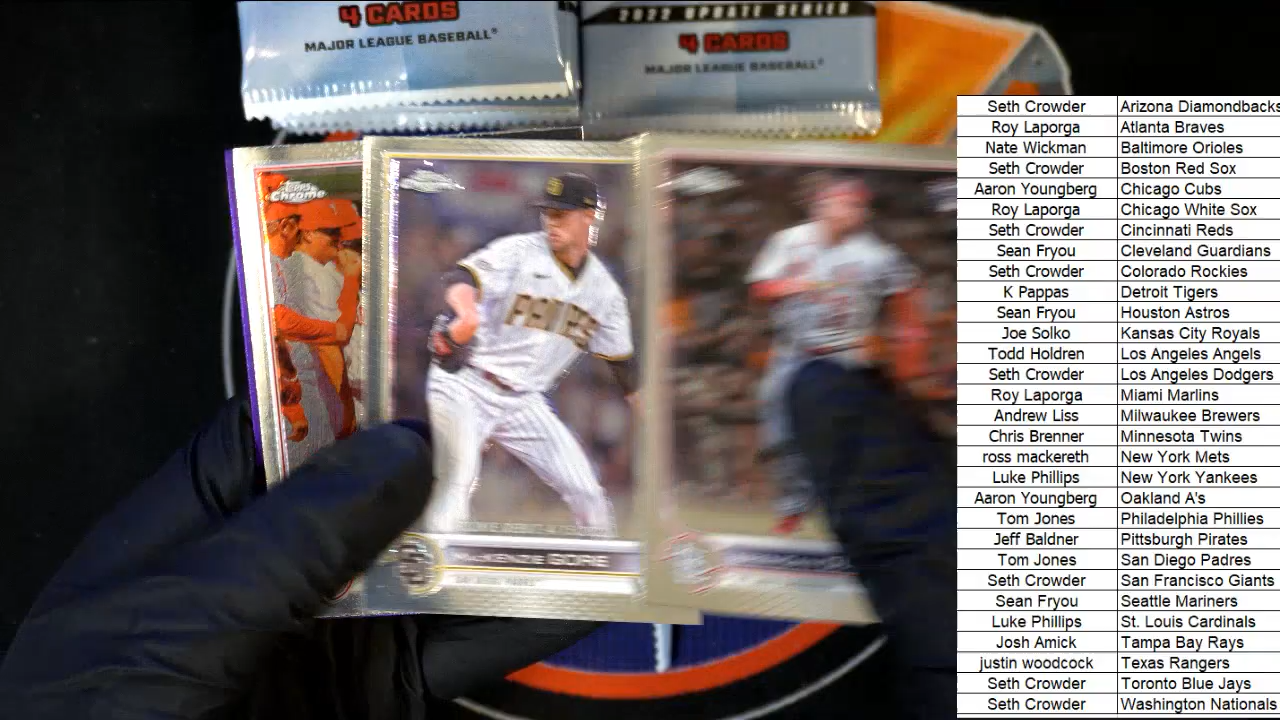 4 CARDS
MAJOR LEAGUE BASEBALL®
2022 UPDATE SERIES
4 CARDS
MAJOR LEAGUE BASEBALL®
Topps
Chrome
PADRES
GORE
Seth Crowder Arizona Diamondbacks
Roy Laporga Atlanta Braves
Nate Wickman Baltimore Orioles
Seth Crowder Boston Red Sox
Aaron Youngberg Chicago Cubs
Roy Laporga Chicago White Sox
Seth Crowder Cincinnati Reds
Sean Fryou Cleveland Guardians
Seth Crowder Colorado Rockies
K Pappas Detroit Tigers
Sean Fryou Houston Astros
Joe Solko Kansas City Royals
Todd Holdren Los Angeles Angels
Seth Crowder Los Angeles Dodgers
Roy Laporga Miami Marlins
Andrew Liss Milwaukee Brewers
Chris Brenner Minnesota Twins
ross mackereth New York Mets
Luke Phillips New York Yankees
Aaron Youngberg Oakland A's
Tom Jones Philadelphia Phillies
Jeff Baldner Pittsburgh Pirates
Tom Jones San Diego Padres
Seth Crowder San Francisco Giants
Sean Fryou Seattle Mariners
Luke Phillips St. Louis Cardinals
Josh Amick Tampa Bay Rays
justin woodcock Texas Rangers
Seth Crowder Toronto Blue Jays
Seth Crowder Washington Nationals